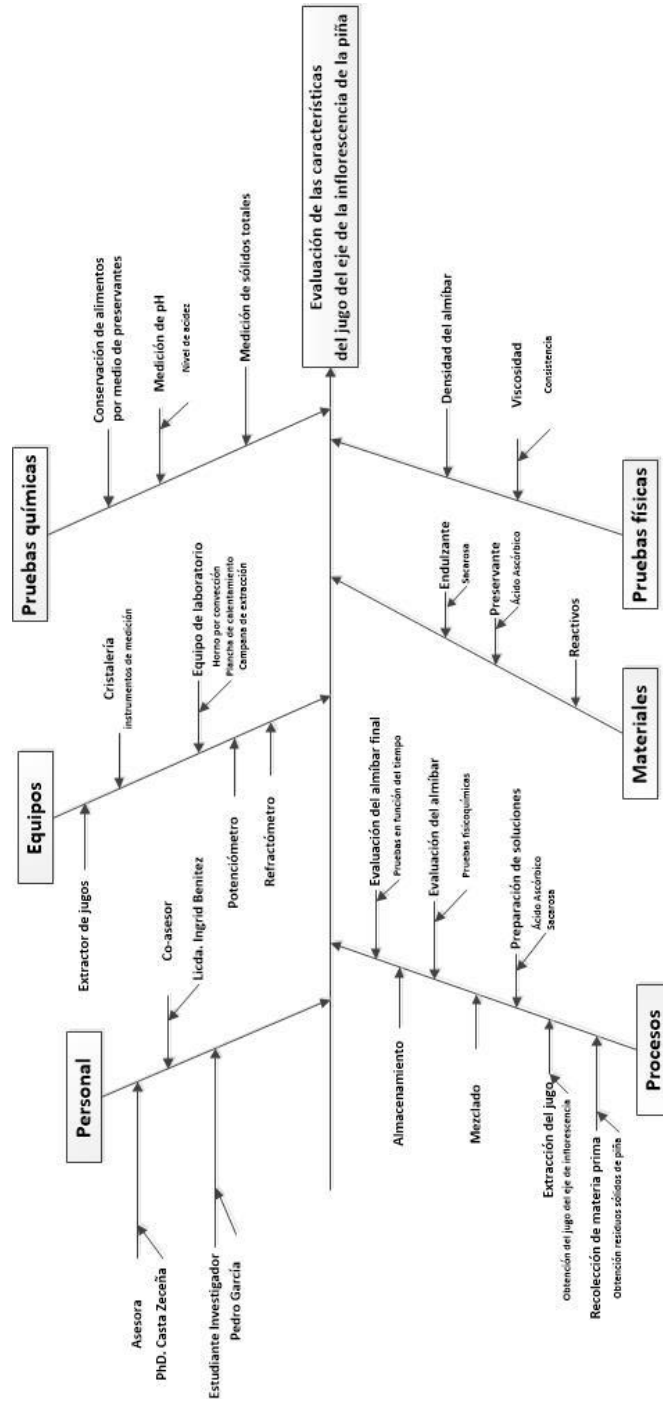 Personal
Asesora
PhD. Casta Zeceña
Co-asesor
Licda. Ingrid Benitez
Estudiante Investigador
Pedro García
Equipos
Extractor de jugos
Cristalería
instrumentos de medición
Equipo de laboratorio
Horno por convección
Plancha de calentamiento
Campana de extracción
Potenciómetro
Refractómetro
Pruebas químicas
Conservación de alimentos
por medio de preservantes
Medición de pH
Nivel de acidez
Medición de sólidos totales
Evaluación de las características
del jugo del eje de la inflorescencia de la piña
Evaluación del almíbar final
Pruebas en función del tiempo
Almacenamiento
Evaluación del almíbar
Pruebas fisicoquímicas
Mezclado
Preparación de soluciones
Ácido Ascórbico
Sacarosa
Extracción del jugo
Obtención del jugo del eje de inflorescencia
Recolección de materia prima
Obtención residuos sólidos de piña
Procesos
Endulzante
Sacarosa
Preservante
Ácido Ascórbico
Reactivos
Materiales
Densidad del almíbar
Viscosidad
Consistencia
Pruebas físicas